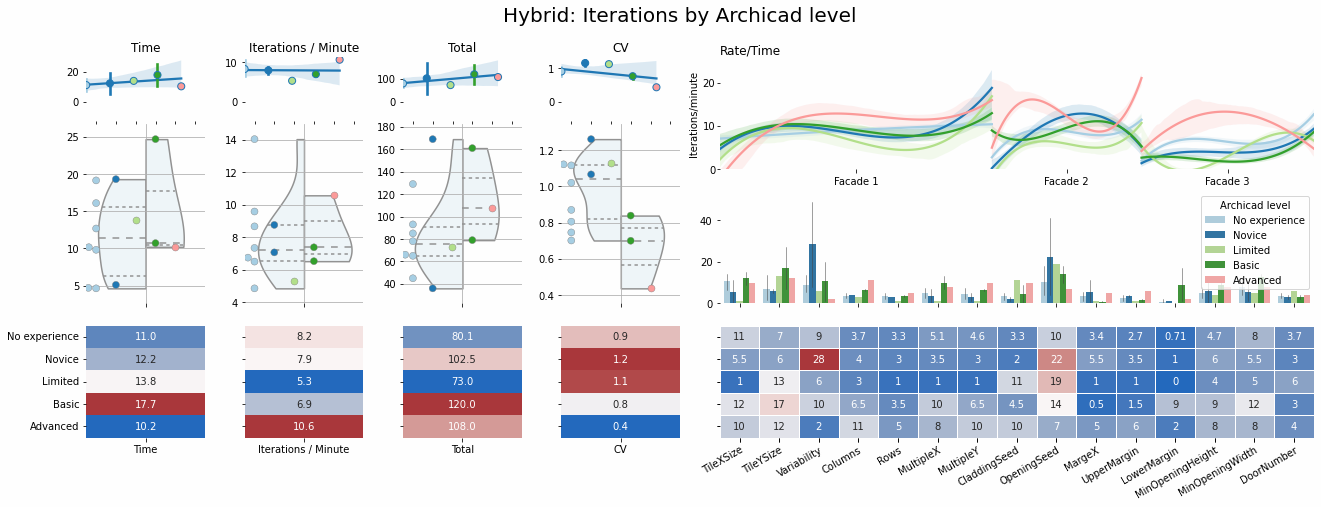 Hybrid: Iterations by Archicad level
Time
Iterations / Minute
Total
CV
Rate/Time
20
0
10
0
100
0
1
0
Iterations/minute
20
10
0
Facade 1
Facade 2
Facade 3
25
20
15
10
5
14
12
10
8
6
4
180
160
140
120
100
80
60
40
1.2
1.0
0.8
0.6
0.4
40
20
0
Archicad level
No experience
Novice
Limited
Basic
Advanced
No experience 11.0 8.2 80.1 0.9 11 7 9 3.7 3.3 5.1 4.6 3.3 10 3.4 2.7 0.71 4.7 8 3.7
Novice 12.2 7.9 102.5 1.2 5.5 6 28 4 3 3.5 3 2 22 5.5 3.5 1 6 5.5 3
Limited 13.8 5.3 73.0 1.1 1 13 6 3 1 1 1 11 19 1 1 0 4 5 6
Basic 17.7 6.9 120.0 0.8 12 17 10 6.5 3.5 10 6.5 4.5 14 0.5 1.5 9 9 12 3
Advanced 10.2 10.6 108.0 0.4 10 12 2 11 5 8 10 10 7 5 6 2 8 8 4
Time
Iterations / Minute
Total
CV
TileXSize
TileYSize
Variability
Columns
Rows
MultipleX
MultipleY
CladdingSeed
OpeningSeed
MargeX
UpperMargin
LowerMargin
MinOpeningHeight
MinOpeningWidth
DoorNumber